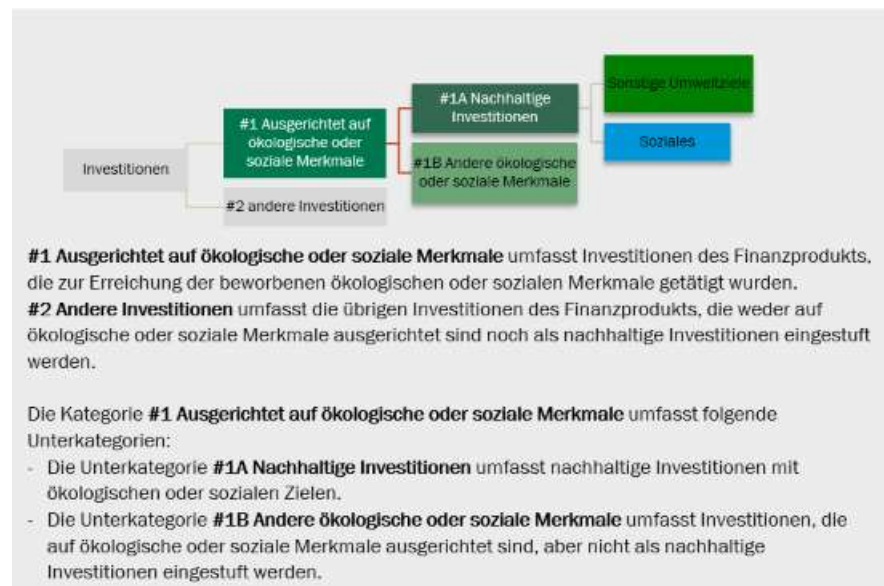 Sonstige Umweltziele
#1A Nachhaltige
Investitionen
#1 Ausgerichtet auf
ökologische oder
soziale Merkmale
Soziales
Investitionen
#1B Andere ökologische
oder soziale Merkmale
#2 andere Investitionen
#1 Ausgerichtet auf ökologische oder soziale Merkmale umfasst Investitionen des Finanzprodukts,
die zur Erreichung der beworbenen ökologischen oder sozialen Merkmale getätigt wurden.
#2 Andere Investitionen umfasst die übrigen Investitionen des Finanzprodukts, die weder auf
ökologische oder soziale Merkmale ausgerichtet sind noch als nachhaltige Investitionen eingestuft
werden.
Die Kategorie #1 Ausgerichtet auf ökologische oder soziale Merkmale umfasst folgende
Unterkategorien:
- Die Unterkategorie #1A Nachhaltige Investitionen umfasst nachhaltige Investitionen mit
ökologischen oder sozialen Zielen.
- Die Unterkategorie #1B Andere ökologische oder soziale Merkmale umfasst Investitionen, die
auf ökologische oder soziale Merkmale ausgerichtet sind, aber nicht als nachhaltige
Investitionen eingestuft werden.